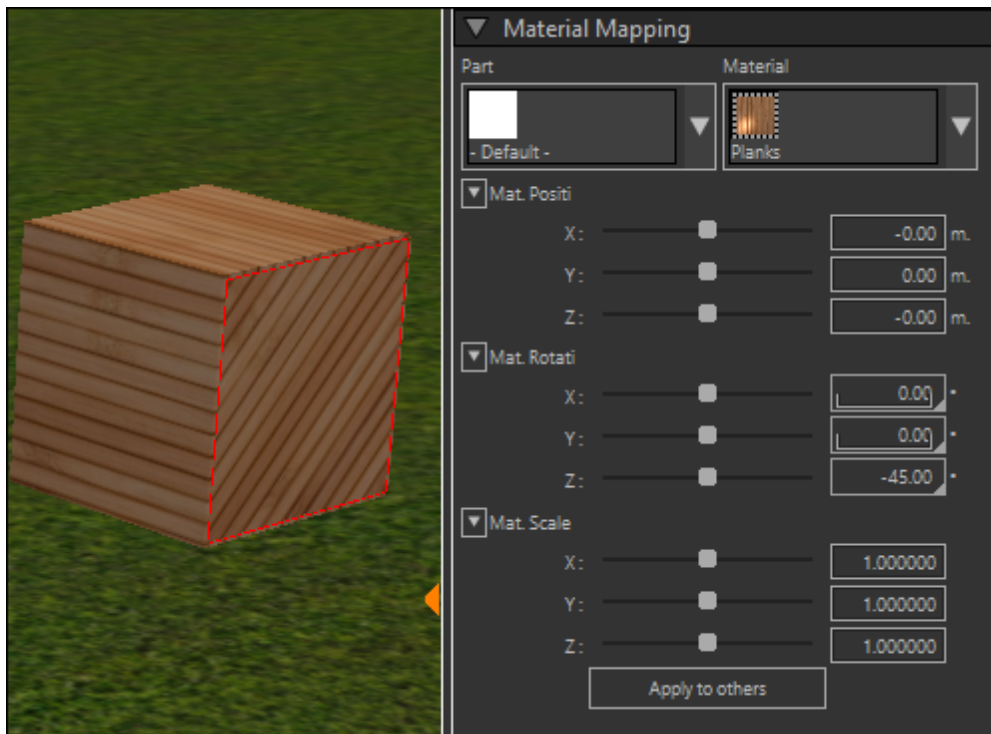 Material Mapping
Part Material
- Default - Planks
Mat. Positi
X: -0.00 m.
Y: 0.00 m.
Z: -0.00 m.
Mat. Rotati
X: 0.00 °
Y: 0.00 °
Z: -45.00 °
Mat. Scale
X: 1.000000
Y: 1.000000
Z: 1.000000
Apply to others